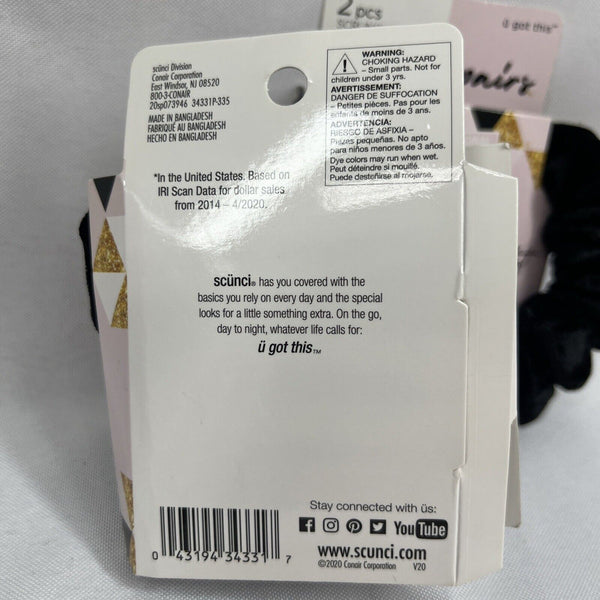 2 pcs
ü got this™
scünci Division
Conair Corporation
East Windsor, NJ 08520
800-3-CONAIR
20sp073946 34331P-335
MADE IN BANGLADESH
FABRIQUÉ AU BANGLADESH
HECHO EN BANGLADESH
WARNING:
CHOKING HAZARD
– Small parts. Not for
children under 3 yrs.
AVERTISSEMENT:
DANGER DE SUFFOCATION
– Petites pièces. Pas pour les
enfants de moins de 3 ans.
ADVERTENCIA:
RIESGO DE ASFIXIA –
Piezas pequeñas. No apto
para niños menores de 3 años.
Dye colors may run when wet.
Peut déteindre si mouillé.
Puede desteñirse al mojarse.
*In the United States. Based on
IRI Scan Data for dollar sales
from 2014 – 4/2020.
scünci® has you covered with the
basics you rely on every day and the special
looks for a little something extra. On the go,
day to night, whatever life calls for:
ü got this™
Stay connected with üs:
YouTube
www.scunci.com
©2020 Conair Corporation V20
0 43194 34331 7